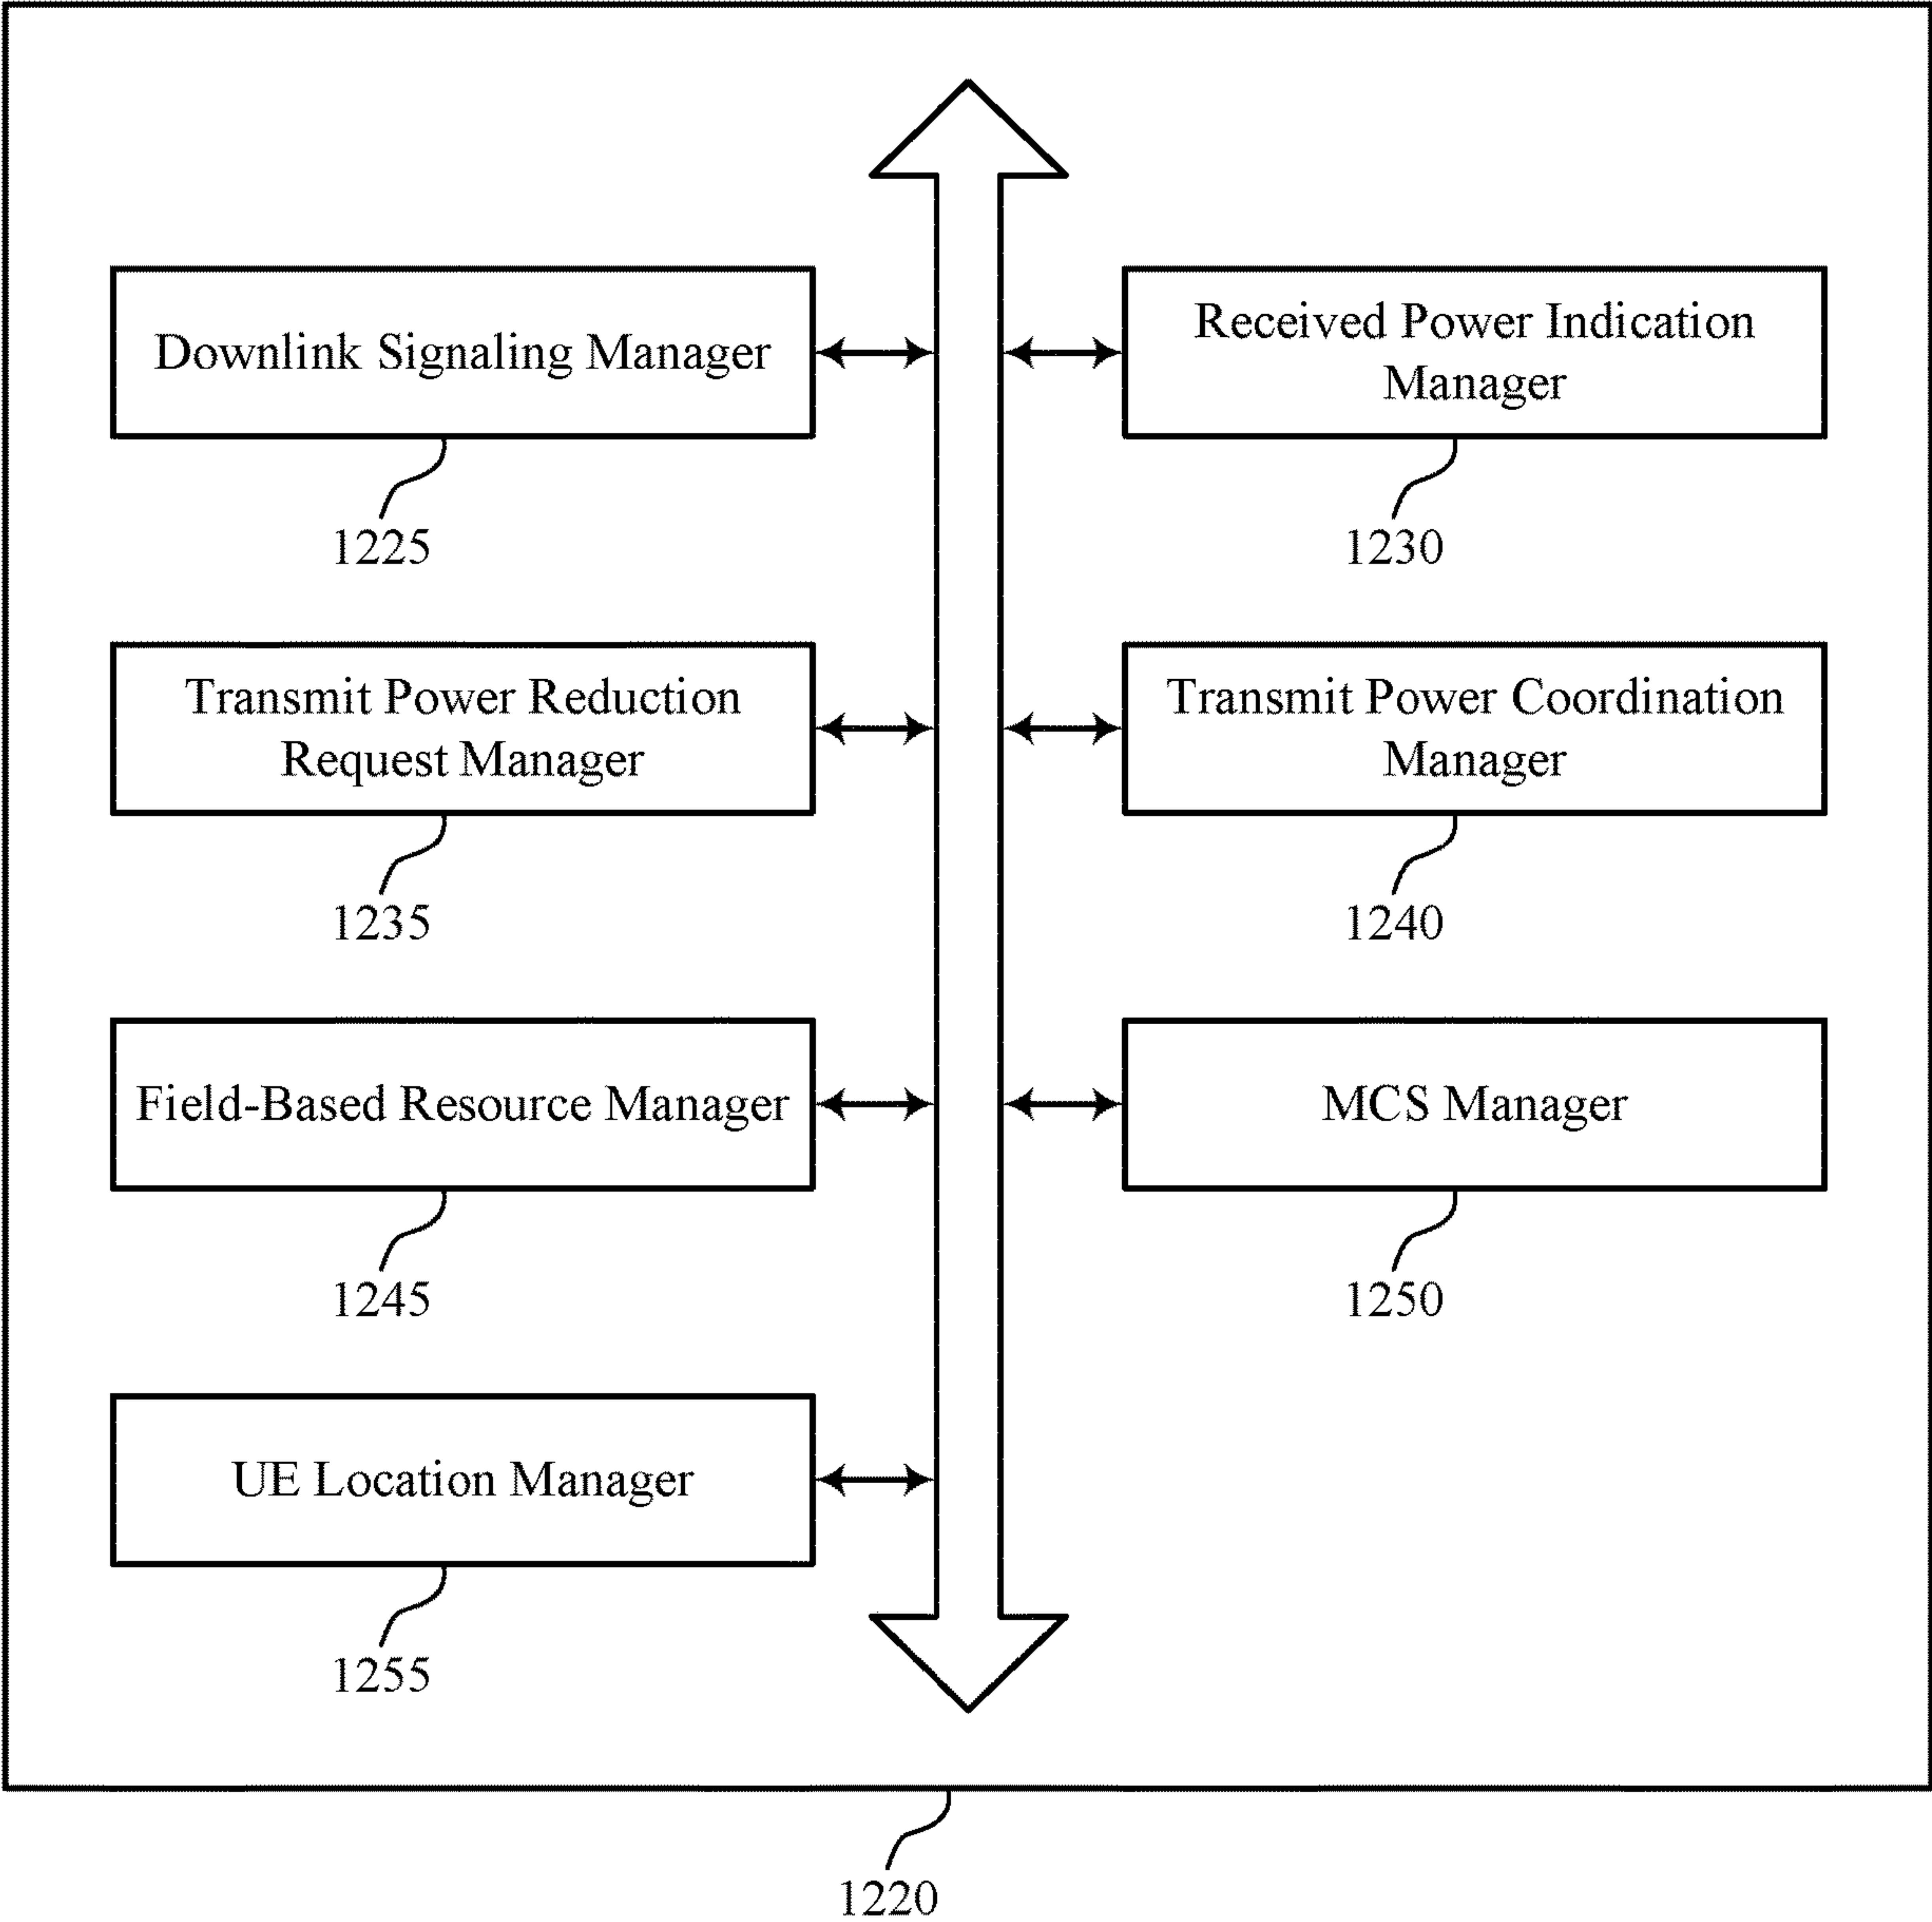 Downlink Signaling Manager
1225
Received Power Indication
Manager
1230
Transmit Power Reduction
Request Manager
1235
Transmit Power Coordination
Manager
1240
Field-Based Resource Manager
1245
MCS Manager
1250
UE Location Manager
1255
1220